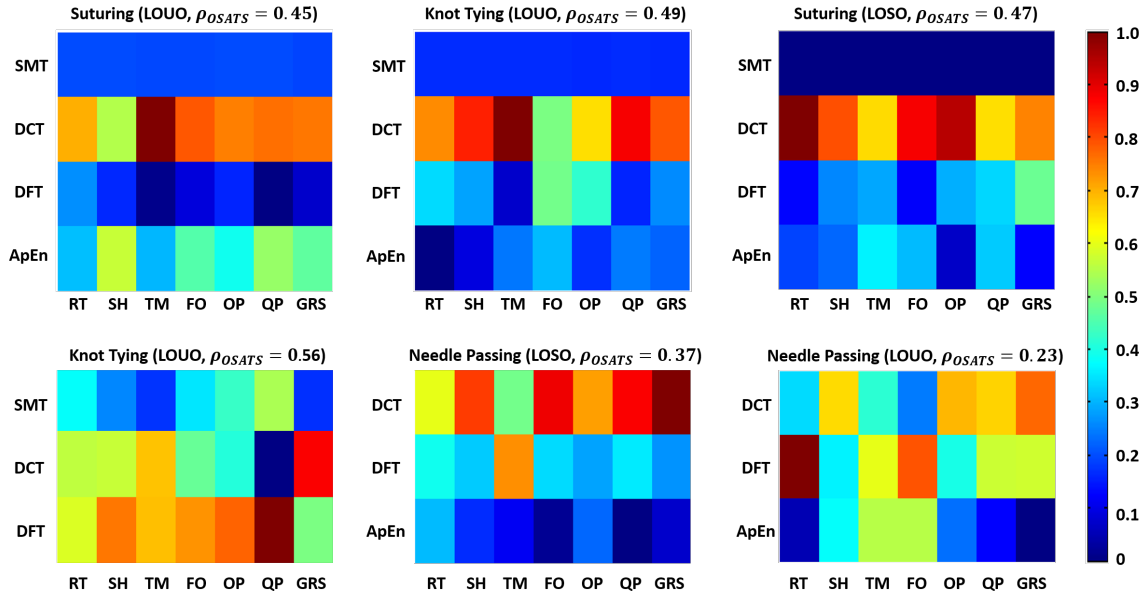 Suturing (LOUO, ρOSATS = 0.45)
SMT
DCT
DFT
ApEn
RT SH TM FO OP QP GRS
Knot Tying (LOUO, ρOSATS = 0.49)
SMT
DCT
DFT
ApEn
RT SH TM FO OP QP GRS
Suturing (LOSO, ρOSATS = 0.47)
SMT
DCT
DFT
ApEn
RT SH TM FO OP QP GRS
Knot Tying (LOUO, ρOSATS = 0.56)
SMT
DCT
DFT
RT SH TM FO OP QP GRS
Needle Passing (LOSO, ρOSATS = 0.37)
DCT
DFT
ApEn
RT SH TM FO OP QP GRS
Needle Passing (LOUO, ρOSATS = 0.23)
DCT
DFT
ApEn
RT SH TM FO OP QP GRS
1.0
0.9
0.8
0.7
0.6
0.5
0.4
0.3
0.2
0.1
0